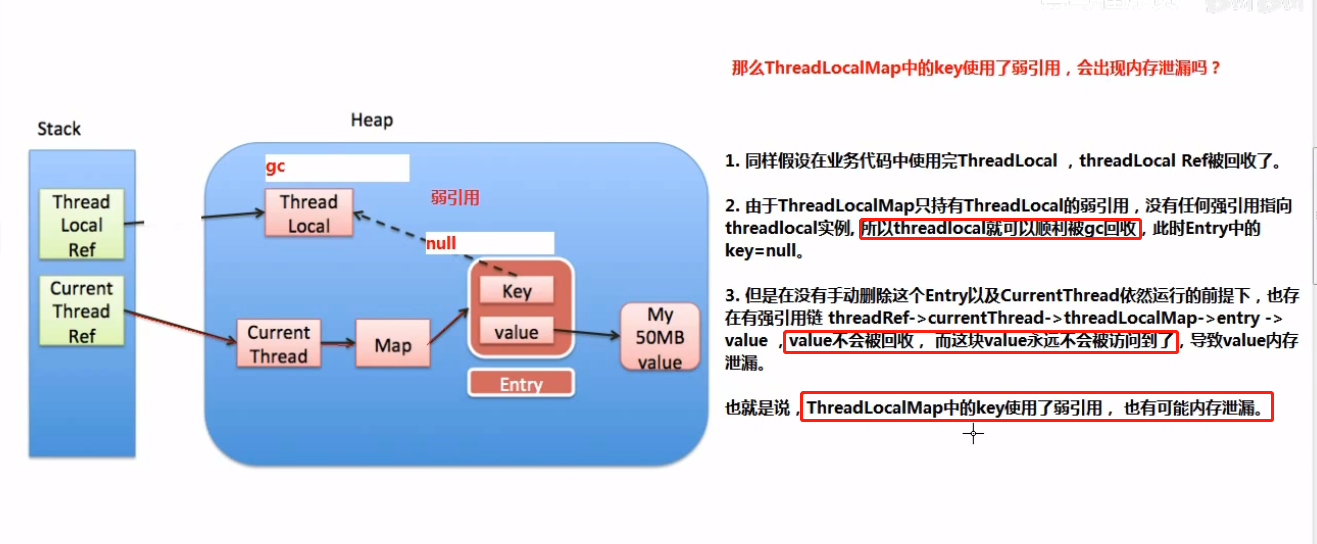 Stack
Heap
Thread
Local
Ref
Current
Thread
Ref
gc
Thread
Local
弱引用
null
Key
value
Entry
Current
Thread
Map
My
50MB
value
那么ThreadLocalMap中的key使用了弱引用，会出现内存泄漏吗？
1. 同样假设在业务代码中使用完ThreadLocal ，threadLocal Ref被回收了。
2. 由于ThreadLocalMap只持有ThreadLocal的弱引用，没有任何强引用指向
threadlocal实例, 所以threadlocal就可以顺利被gc回收，此时Entry中的
key=null。
3. 但是在没有手动删除这个Entry以及CurrentThread依然运行的前提下，也存
在有强引用链 threadRef->currentThread->threadLocalMap->entry ->
value ，value不会被回收， 而这块value永远不会被访问到了，导致value内存
泄漏。
也就是说，ThreadLocalMap中的key使用了弱引用， 也有可能内存泄漏。